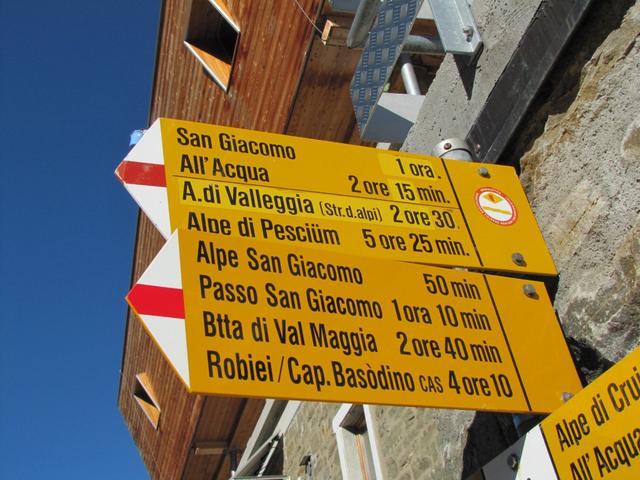 San Giacomo 1 ora.
All'Acqua 2 ore 15 min.
A.di Valleggia (Str.d.alpi) 2 ore 30.
Alpe di Pesciüm 5 ore 25 min.
Alpe San Giacomo 50 min
Passo San Giacomo 1 ora 10 min
Btta di Val Maggia 2 ore 40 min
Robiei/Cap. Basòdino CAS 4 ore 10
Alpe di Crui
All'Acqua